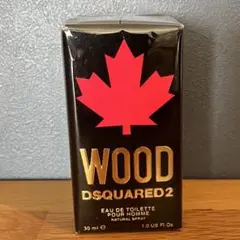 WOOD
DSQUARED2
EAU DE TOILETTE
POUR HOMME
NATURAL SPRAY
30 ml
1.0 US Fl. Oz